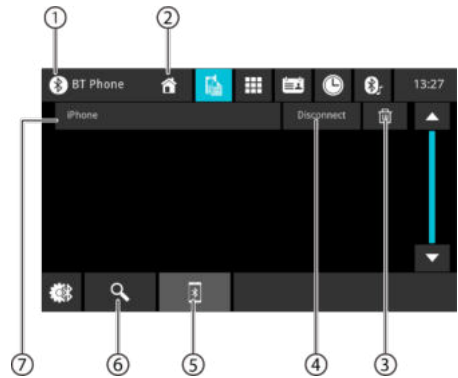 ① ②
BT Phone 13:27
iPhone Disconnect
⑦ ⑥ ⑤ ④ ③